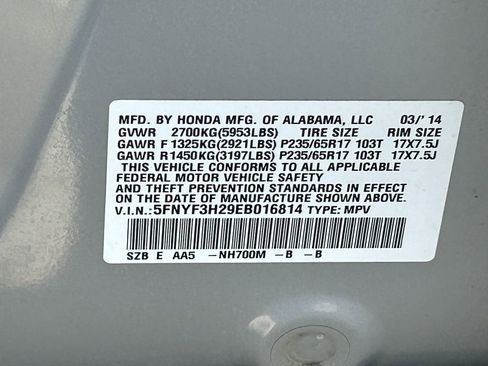 MFD. BY HONDA MFG. OF ALABAMA, LLC 03/'14
GVWR 2700KG(5953LBS) TIRE SIZE RIM SIZE
GAWR F 1325KG(2921LBS) P235/65R17 103T 17X7.5J
GAWR R 1450KG(3197LBS) P235/65R17 103T 17X7.5J
THIS VEHICLE CONFORMS TO ALL APPLICABLE
FEDERAL MOTOR VEHICLE SAFETY STANDARDS
IN EFFECT ON THE DATE OF MANUFACTURE SHOWN
ABOVE.
V.I.N.: 5FNYF3H29EB016814 TYPE: MPV
SZB E AA5 -NH700M -B -B